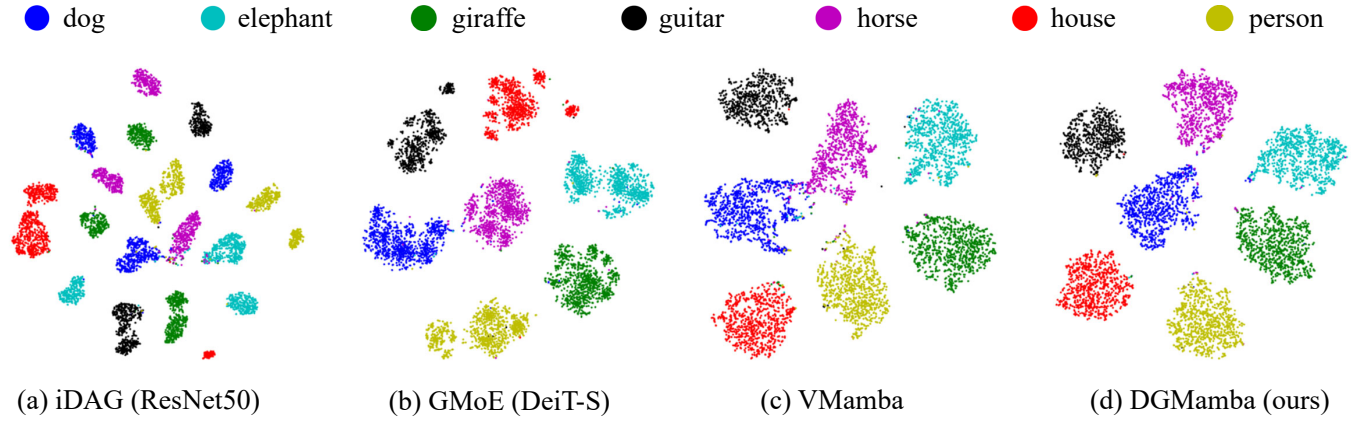 dog elephant giraffe guitar horse house person
(a) iDAG (ResNet50) (b) GMoE (DeiT-S) (c) VMamba (d) DGMamba (ours)